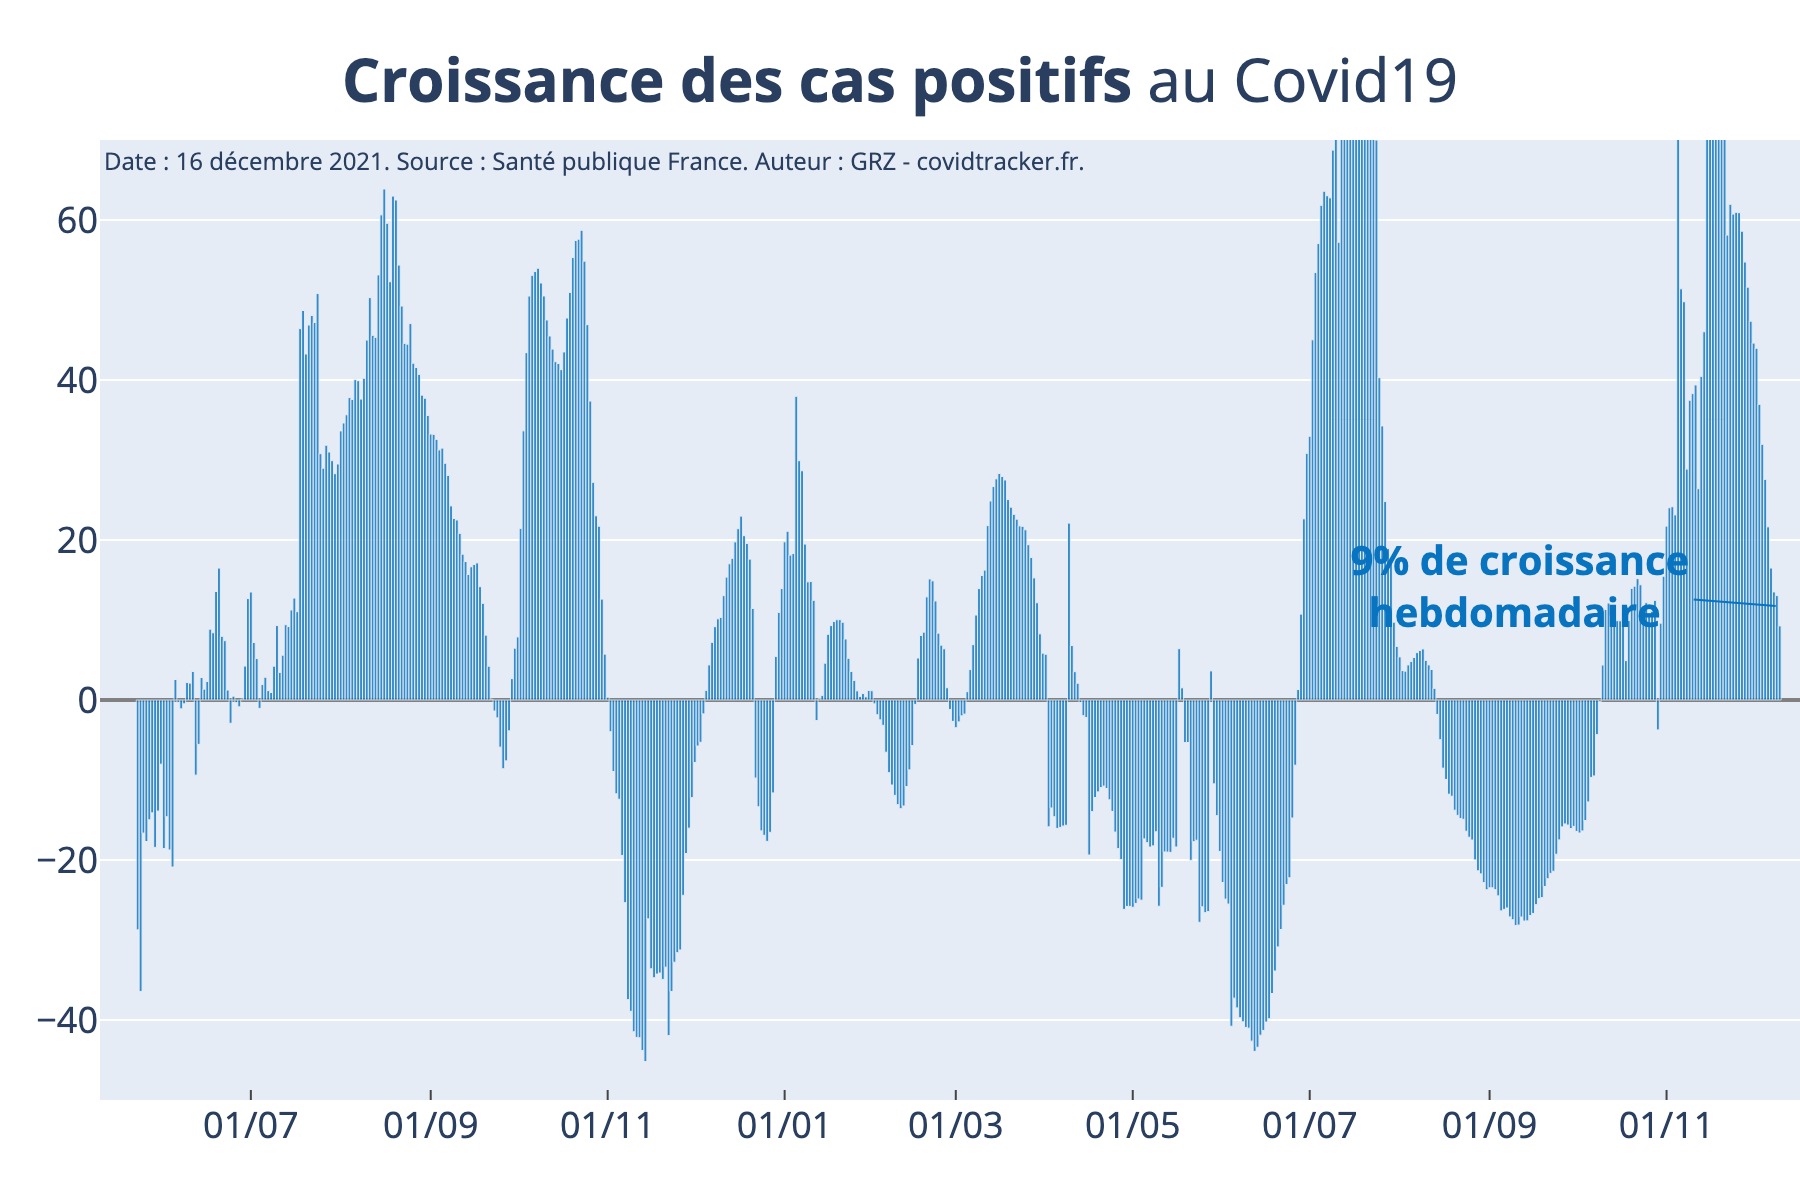 Croissance des cas positifs au Covid19
Date : 16 décembre 2021. Source : Santé publique France. Auteur : GRZ - covidtracker.fr.
60
40
20
0
−20
−40
9% de croissance
hebdomadaire
01/07 01/09 01/11 01/01 01/03 01/05 01/07 01/09 01/11